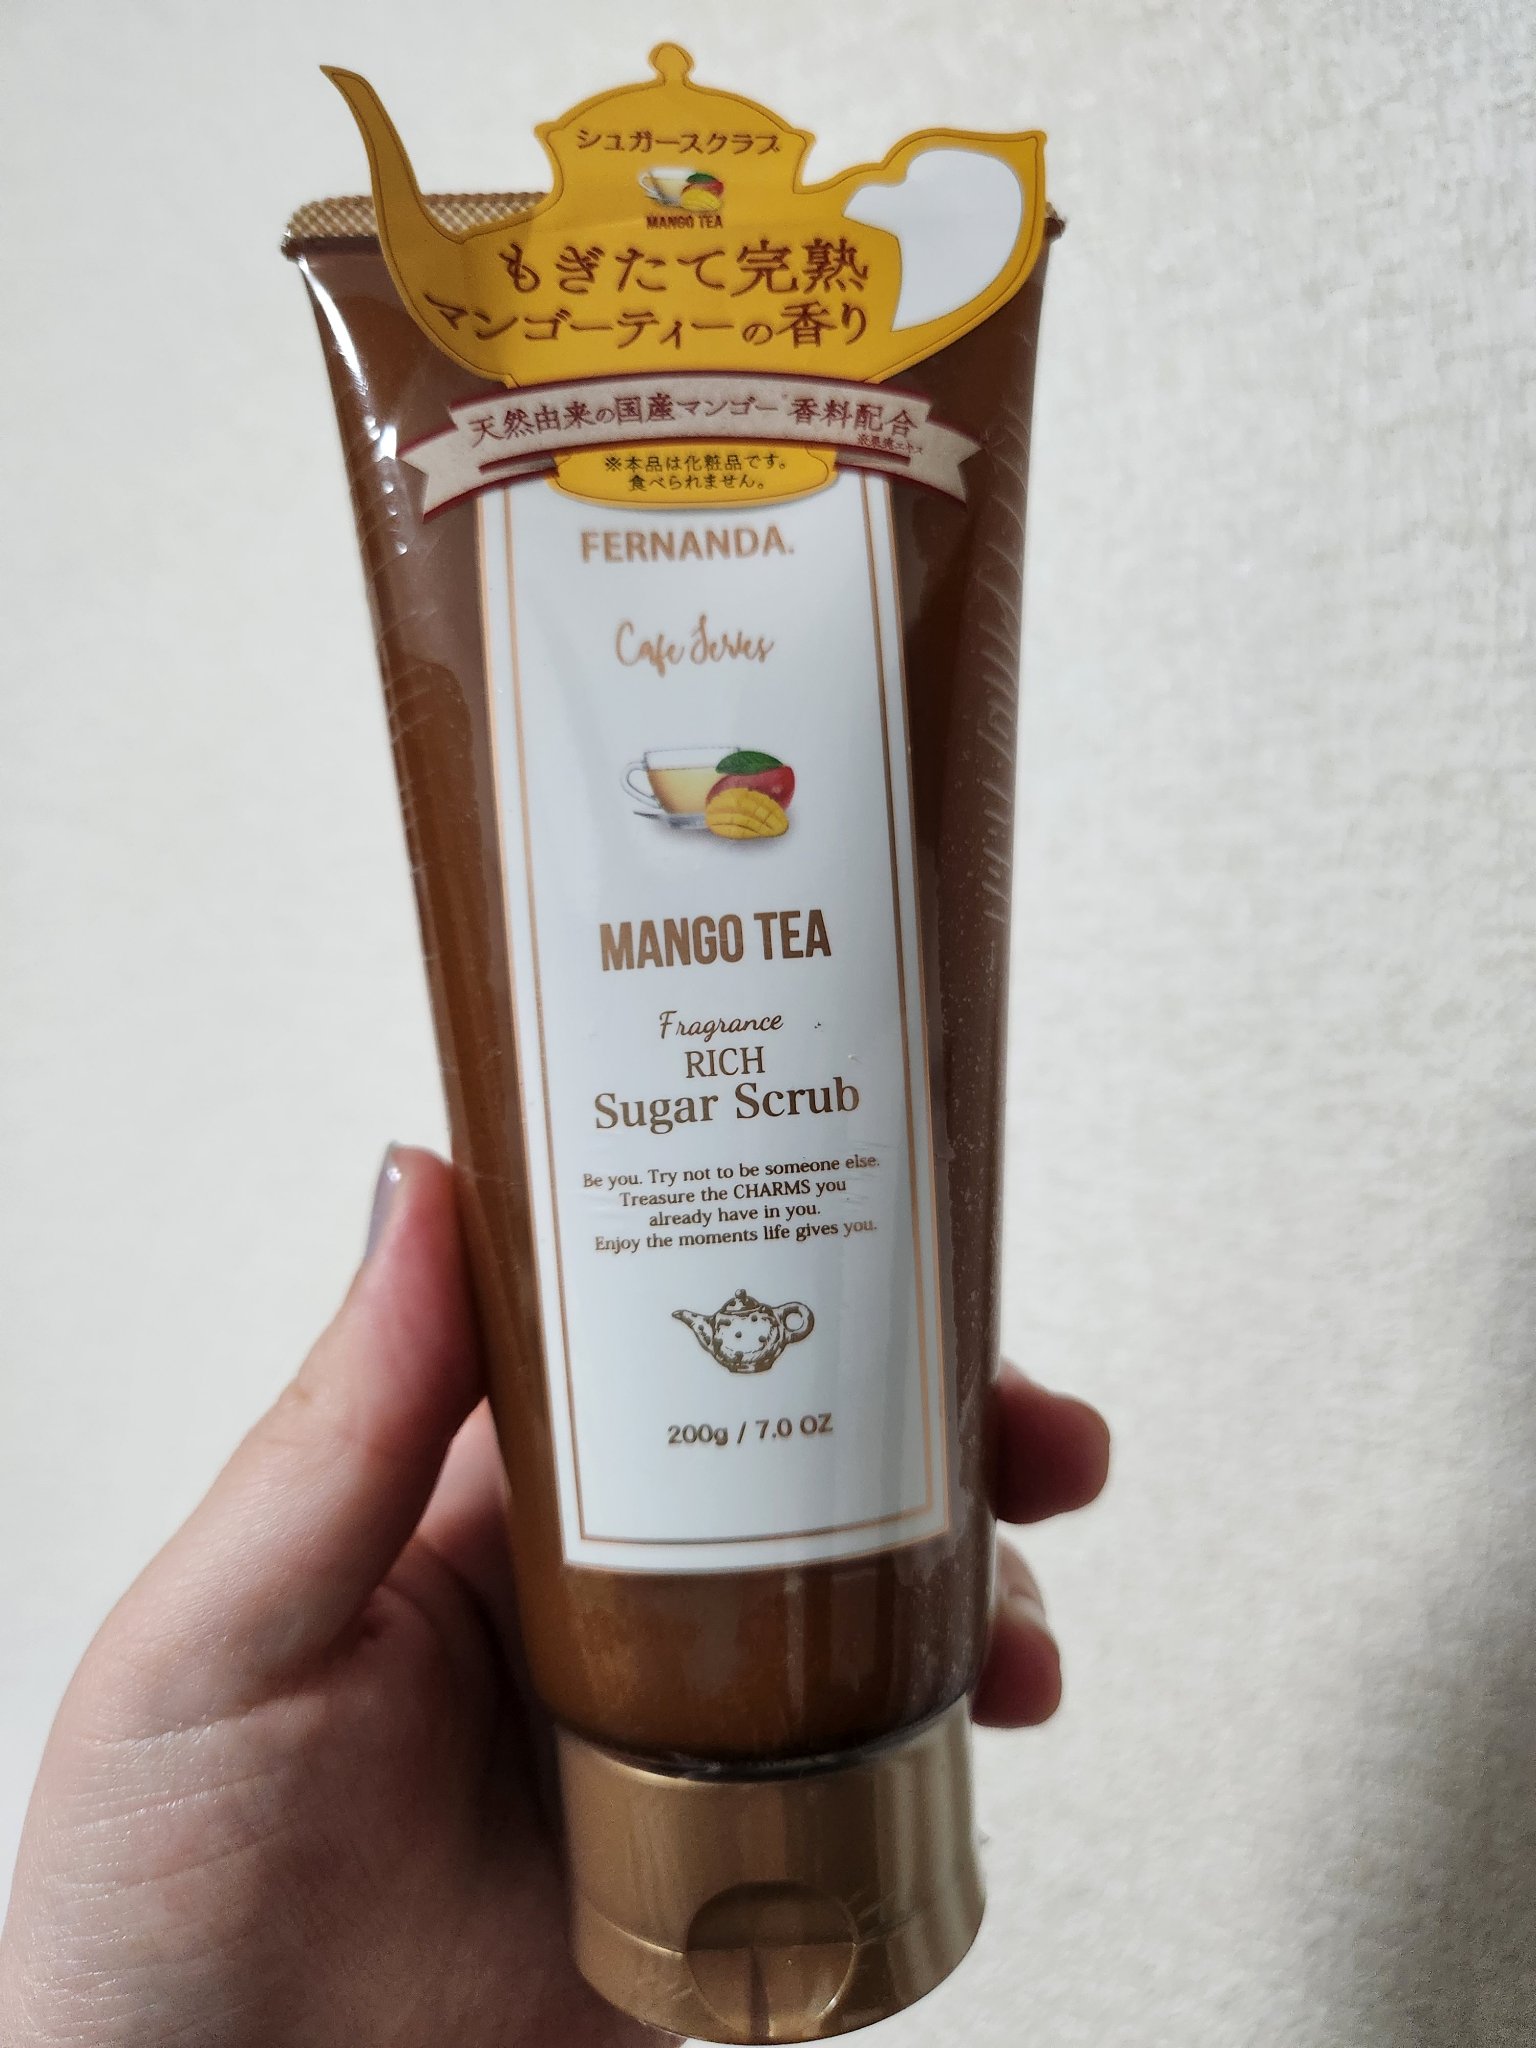 シュガースクラブ
MANGO TEA
もぎたて完熟
マンゴーティーの香り
天然由来の国産マンゴー*香料配合
※本品は化粧品です。
食べられません。
FERNANDA.
Cafe Series
MANGO TEA
Fragrance
RICH
Sugar Scrub
Be you. Try not to be someone else.
Treasure the CHARMS you
already have in you.
Enjoy the moments life gives you.
200g / 7.0 OZ